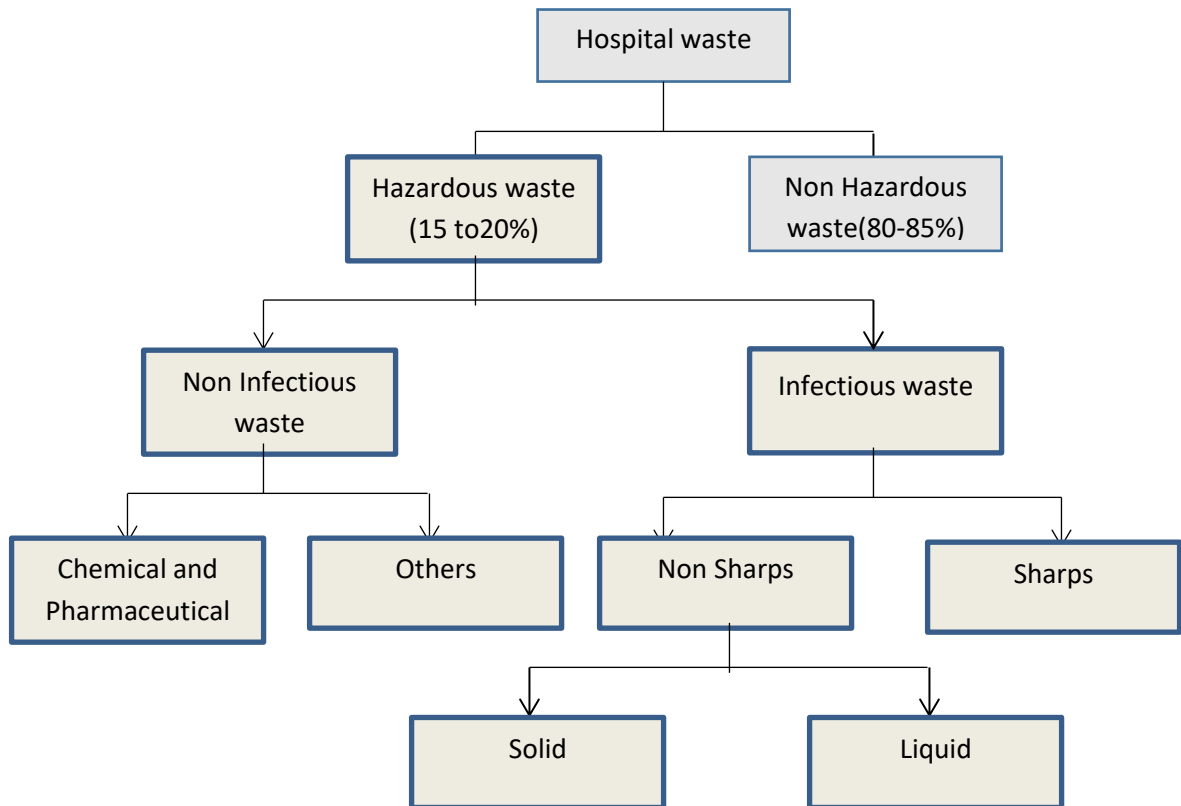 Hospital waste
Hazardous waste
(15 to20%)
Non Hazardous
waste(80-85%)
Non Infectious
waste
Infectious waste
Chemical and
Pharmaceutical
Others
Non Sharps
Sharps
Solid
Liquid